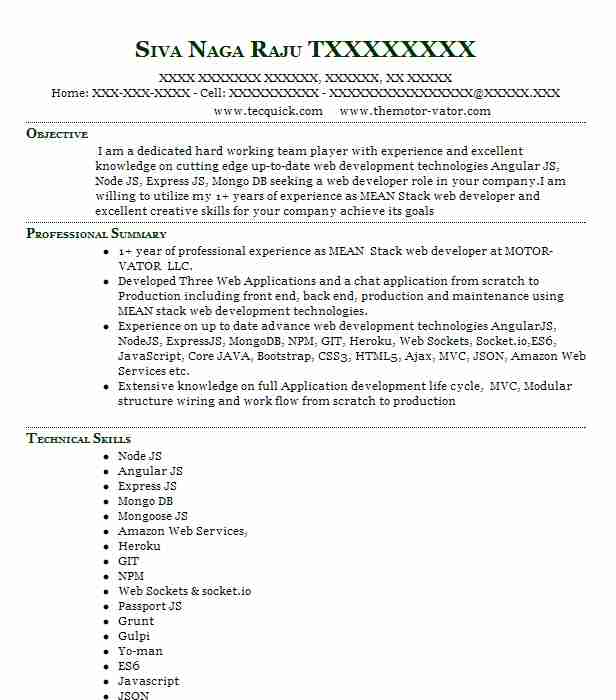 Siva Naga Raju TXXXXXXXXX
XXXX XXXXXXX XXXXXX, XXXXXX, XX XXXXX
Home: XXX-XXX-XXXX - Cell: XXXXXXXXXX - XXXXXXXXXXXXXXXXX@XXXXX.XXX
www.tecquick.com www.themotor-vator.com
Objective
I am a dedicated hard working team player with experience and excellent
knowledge on cutting edge up-to-date web development technologies Angular JS,
Node JS, Express JS, Mongo DB seeking a web developer role in your company.I am
willing to utilize my 1+ years of experience as MEAN Stack web developer and
excellent creative skills for your company achieve its goals
Professional Summary
• 1+ year of professional experience as MEAN Stack web developer at MOTOR-
VATOR LLC.
• Developed Three Web Applications and a chat application from scratch to
Production including front end, back end, production and maintenance using
MEAN stack web development technologies.
• Experience on up to date advance web development technologies AngularJS,
NodeJS, ExpressJS, MongoDB, NPM, GIT, Heroku, Web Sockets, Socket.io,ES6,
JavaScript, Core JAVA, Bootstrap, CSS3, HTML5, Ajax, MVC, JSON, Amazon Web
Services etc.
• Extensive knowledge on full Application development life cycle, MVC, Modular
structure wiring and work flow from scratch to production
Technical Skills
• Node JS
• Angular JS
• Express JS
• Mongo DB
• Mongoose JS
• Amazon Web Services,
• Heroku
• GIT
• NPM
• Web Sockets & socket.io
• Passport JS
• Grunt
• Gulpi
• Yo-man
• ES6
• Javascript
• JSON